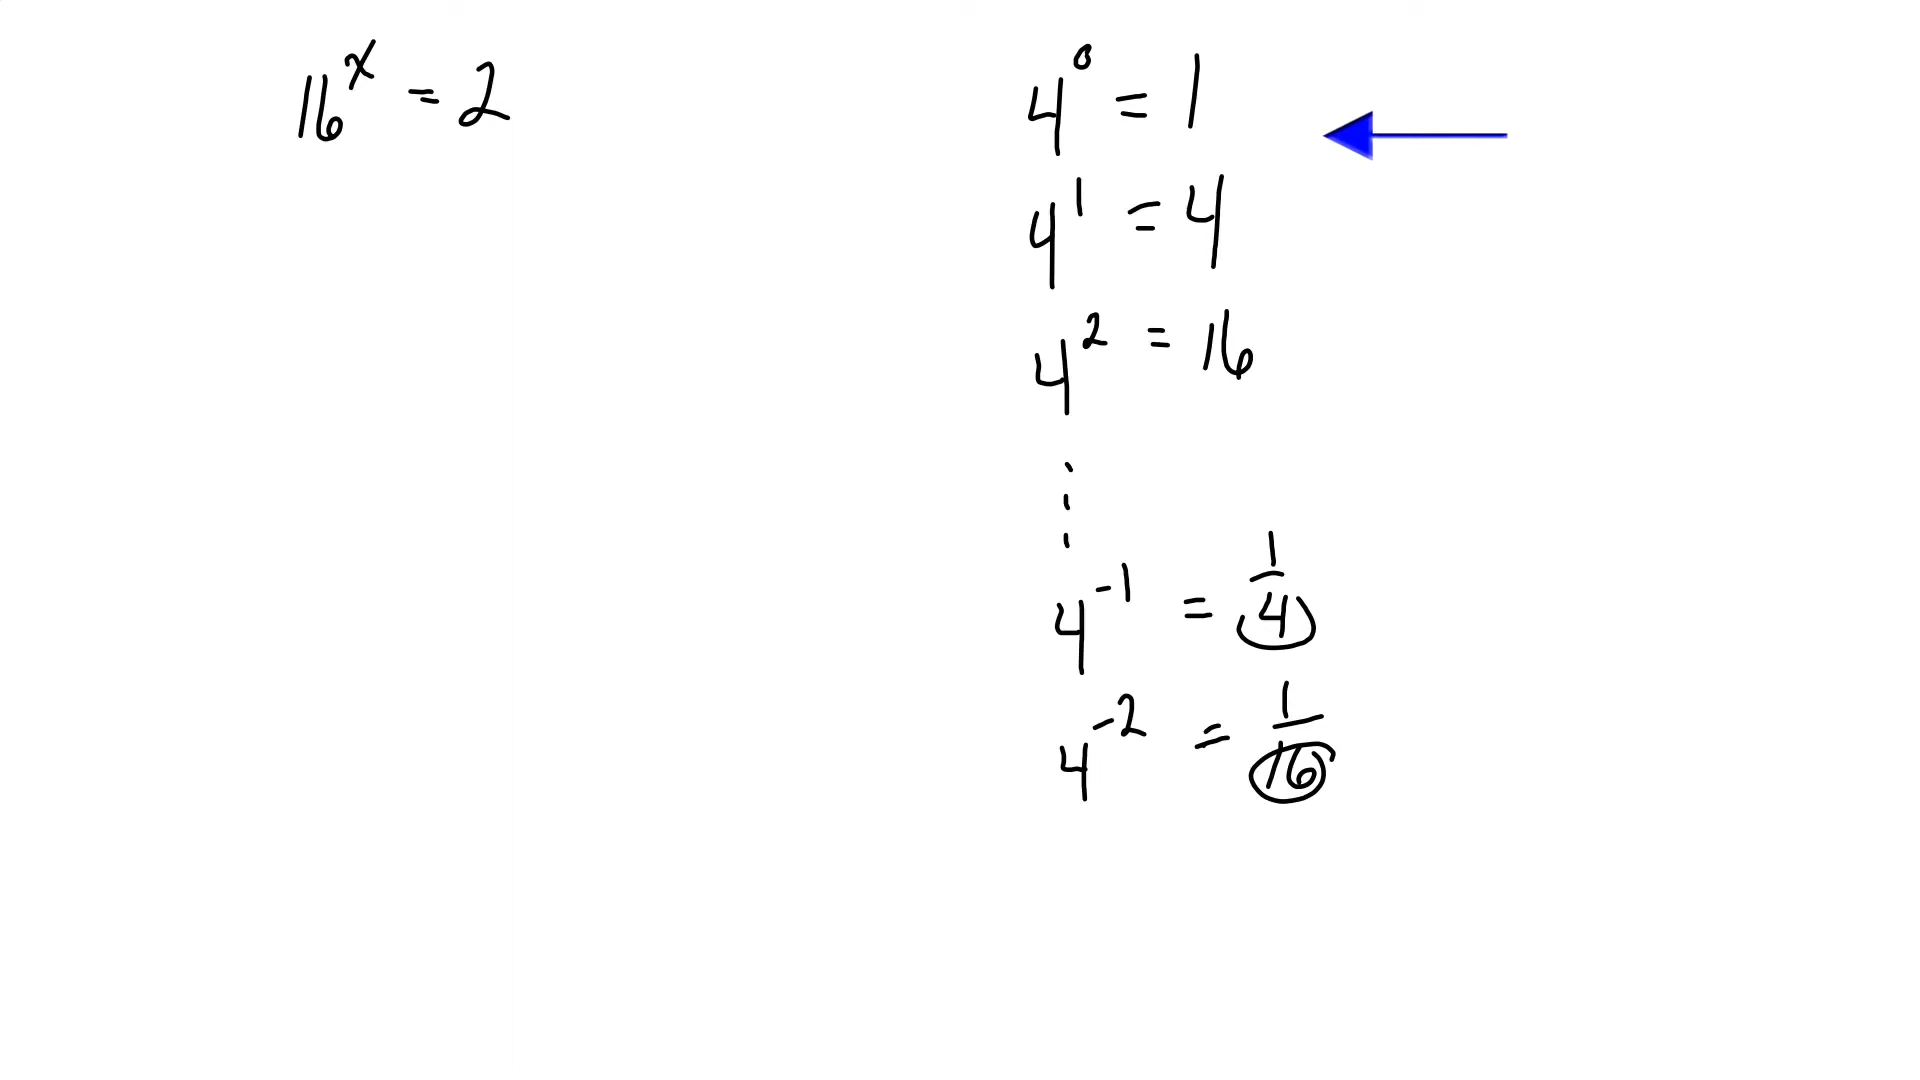 16^x = 2
4^0 = 1
4^1 = 4
4^2 = 16
⋮
4^-1 = 1/4
4^-2 = 1/16